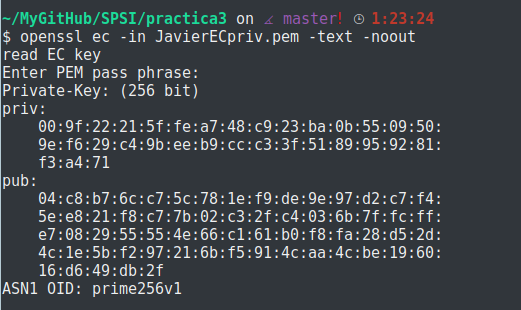 ~/MyGitHub/SPSI/practica3 on master! 1:23:24
$ openssl ec -in JavierECpriv.pem -text -noout
read EC key
Enter PEM pass phrase:
Private-Key: (256 bit)
priv:
    00:9f:22:21:5f:fe:a7:48:c9:23:ba:0b:55:09:50:
    9e:f6:29:c4:9b:ee:b9:cc:c3:3f:51:89:95:92:81:
    f3:a4:71
pub:
    04:c8:b7:6c:c7:5c:78:1e:f9:de:9e:97:d2:c7:f4:
    5e:e8:21:f8:c7:7b:02:c3:2f:c4:03:6b:7f:fc:ff:
    e7:08:29:55:55:4e:66:c1:61:b0:f8:fa:28:d5:2d:
    4c:1e:5b:f2:97:21:6b:f5:91:4c:aa:4c:be:19:60:
    16:d6:49:db:2f
ASN1 OID: prime256v1